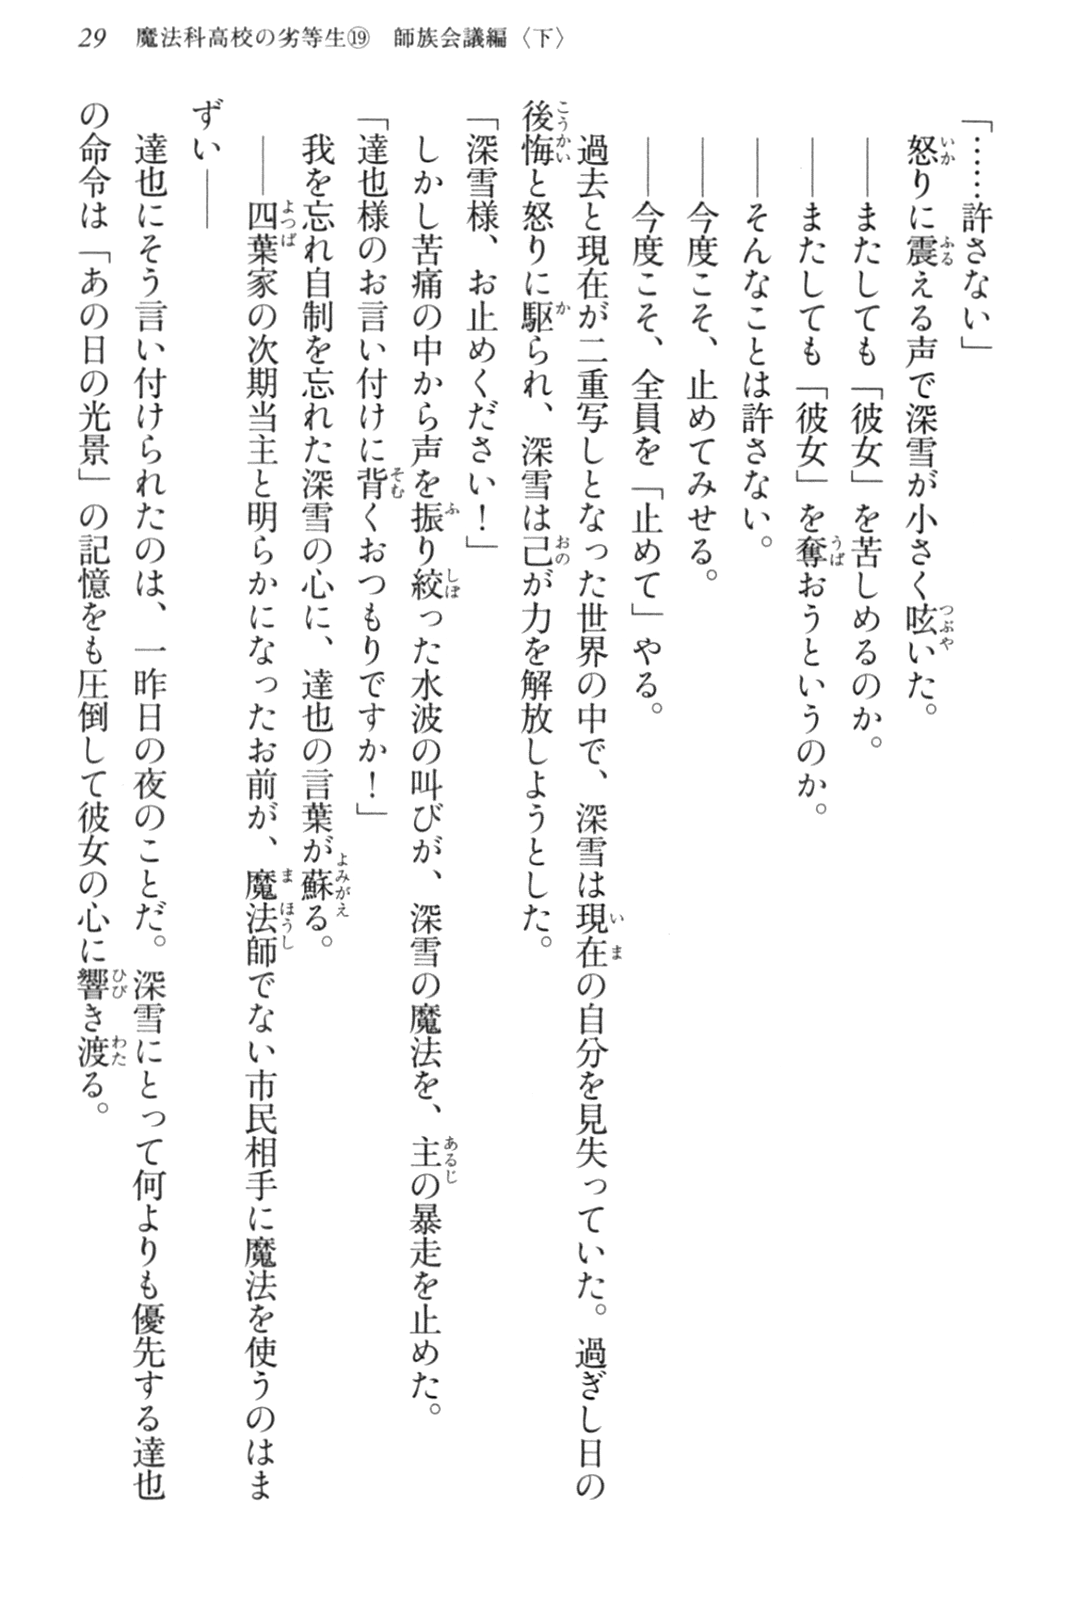 29　魔法科高校の劣等生⑲　師族会議編〈下〉
「……許さない」
　怒りに震える声で深雪が小さく呟いた。
　――またしても「彼女」を苦しめるのか。
　――またしても「彼女」を奪おうというのか。
　――そんなことは許さない。
　――今度こそ、止めてみせる。
　――今度こそ、全員を「止めて」やる。
　過去と現在が二重写しとなった世界の中で、深雪は現在の自分を見失っていた。過ぎし日の
後悔と怒りに駆られ、深雪は己が力を解放しようとした。
「深雪様、お止めください！」
　しかし苦痛の中から声を振り絞った水波の叫びが、深雪の魔法を、主の暴走を止めた。
「達也様のお言い付けに背くおつもりですか！」
　我を忘れ自制を忘れた深雪の心に、達也の言葉が蘇る。
　――四葉家の次期当主と明らかになったお前が、魔法師でない市民相手に魔法を使うのはま
ずい――
　達也にそう言い付けられたのは、一昨日の夜のことだ。深雪にとって何よりも優先する達也
の命令は「あの日の光景」の記憶をも圧倒して彼女の心に響き渡る。